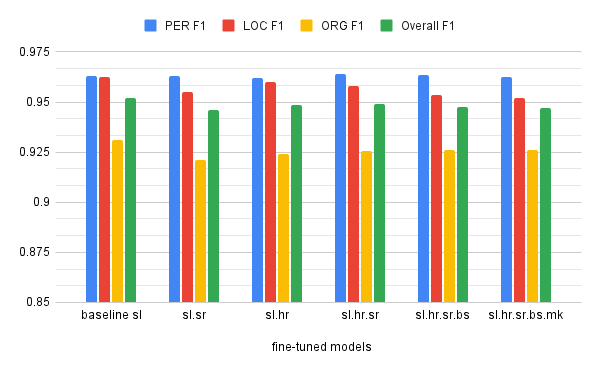 PER F1 LOC F1 ORG F1 Overall F1
0.975
0.95
0.925
0.9
0.875
0.85
baseline sl sl.sr sl.hr sl.hr.sr sl.hr.sr.bs sl.hr.sr.bs.mk
fine-tuned models